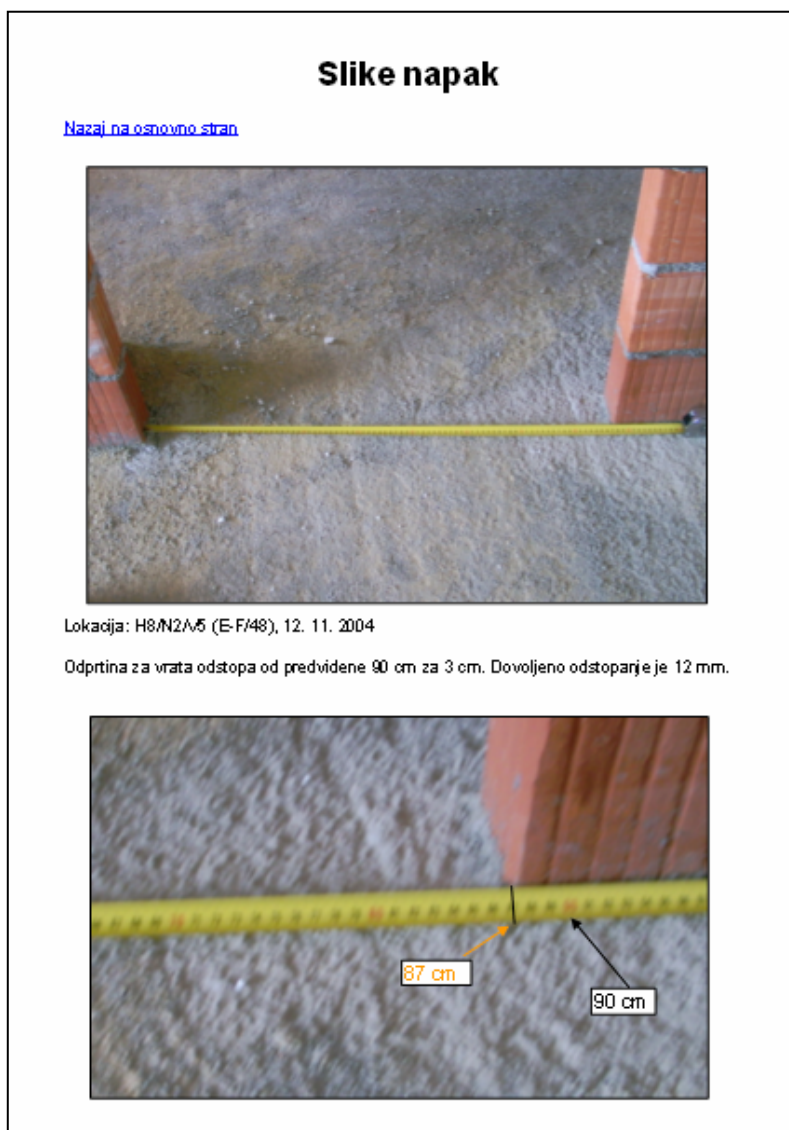 Slike napak
Nazaj na osnovno stran
Lokacija: H8/N2/V5 (E-F/48), 12. 11. 2004
Odprtina za vrata odstopa od predvidene 90 cm za 3 cm. Dovoljeno odstopanje je 12 mm.
87 cm
90 cm